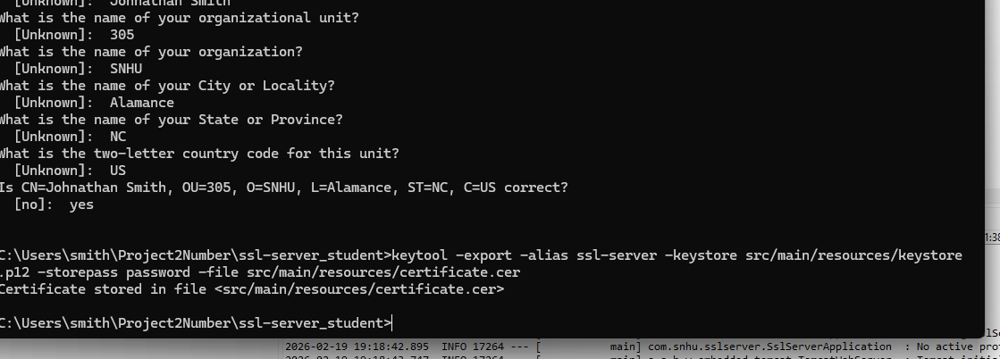 [Unknown]: Johnathan Smith
What is the name of your organizational unit?
[Unknown]: 305
What is the name of your organization?
[Unknown]: SNHU
What is the name of your City or Locality?
[Unknown]: Alamance
What is the name of your State or Province?
[Unknown]: NC
What is the two-letter country code for this unit?
[Unknown]: US
Is CN=Johnathan Smith, OU=305, O=SNHU, L=Alamance, ST=NC, C=US correct?
[no]: yes
C:\Users\smith\Project2Number\ssl-server_student>keytool -export -alias ssl-server -keystore src/main/resources/keystore
.p12 -storepass password -file src/main/resources/certificate.cer
Certificate stored in file <src/main/resources/certificate.cer>
C:\Users\smith\Project2Number\ssl-server_student>
2026-02-19 19:18:42.895 INFO 17264 --- [ main] com.snhu.sslserver.SslServerApplication : No active pro